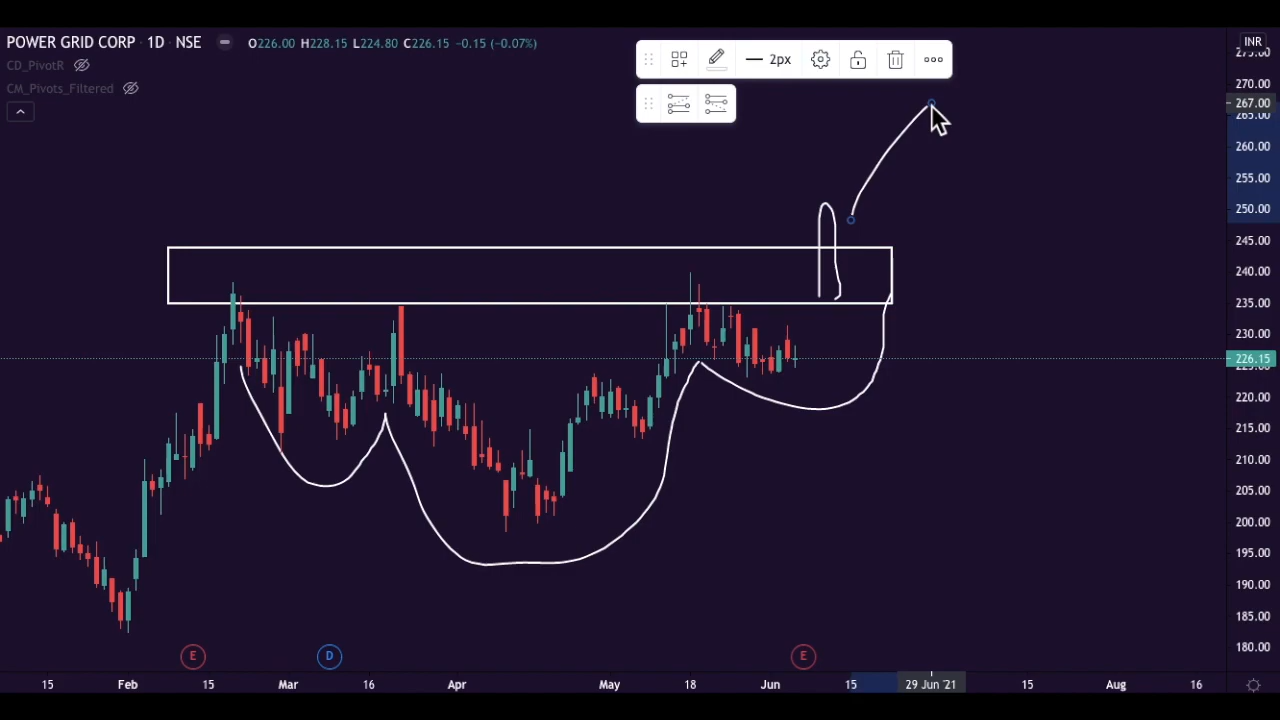 POWER GRID CORP · 1D · NSE
O226.00 H228.15 L224.80 C226.15 −0.15 (−0.07%)
CD_PivotR
CM_Pivots_Filtered
2px
INR
270.00
267.00
265.00
260.00
255.00
250.00
245.00
240.00
235.00
230.00
226.15
225.00
220.00
215.00
210.00
205.00
200.00
195.00
190.00
185.00
180.00
E
D
E
15
Feb
15
Mar
16
Apr
May
18
Jun
15
29 Jun '21
15
Aug
16